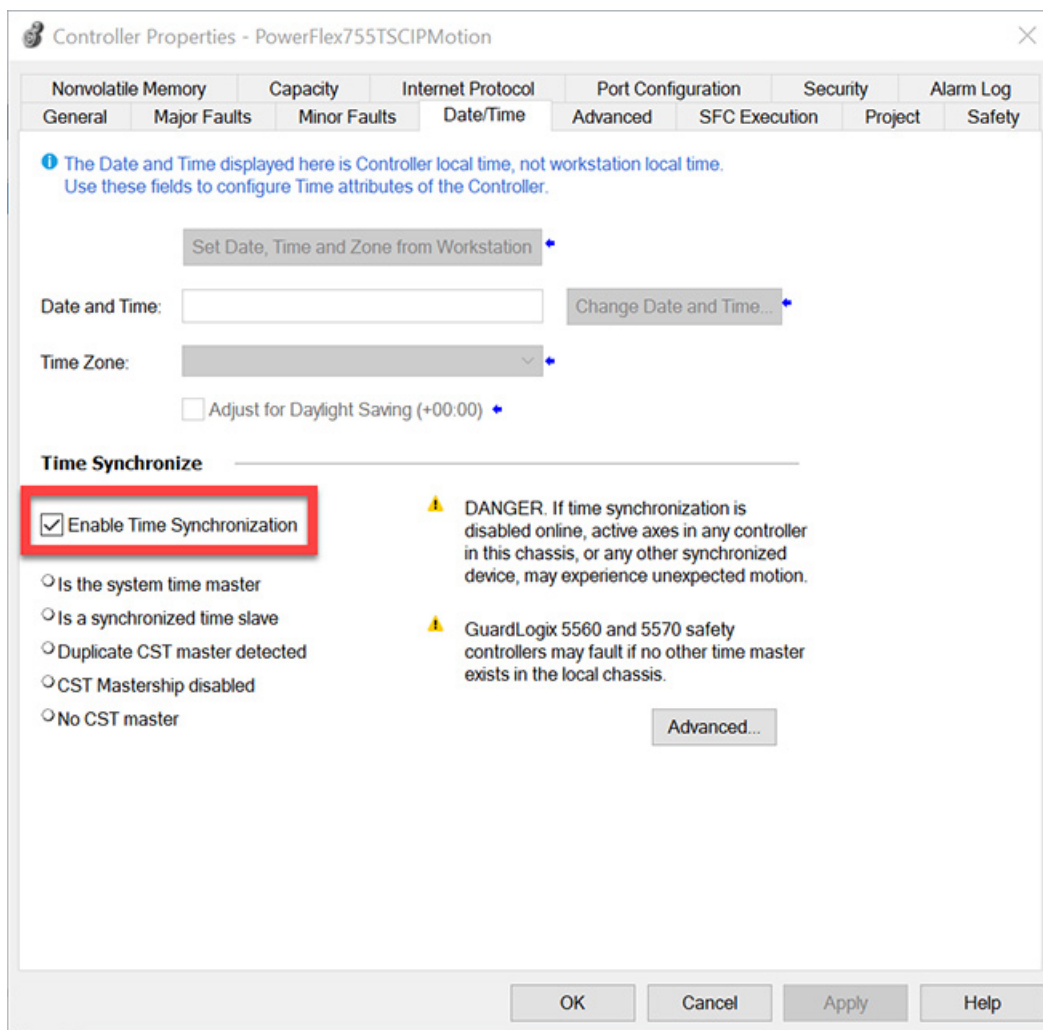 Controller Properties - PowerFlex755TSCIPMotion
Nonvolatile Memory Capacity Internet Protocol Port Configuration Security Alarm Log
General Major Faults Minor Faults Date/Time Advanced SFC Execution Project Safety
The Date and Time displayed here is Controller local time, not workstation local time.
Use these fields to configure Time attributes of the Controller.
Set Date, Time and Zone from Workstation
Date and Time:
Change Date and Time...
Time Zone:
Adjust for Daylight Saving (+00:00)
Time Synchronize
Enable Time Synchronization
Is the system time master
Is a synchronized time slave
Duplicate CST master detected
CST Mastership disabled
No CST master
DANGER. If time synchronization is
disabled online, active axes in any controller
in this chassis, or any other synchronized
device, may experience unexpected motion.
GuardLogix 5560 and 5570 safety
controllers may fault if no other time master
exists in the local chassis.
Advanced...
OK Cancel Apply Help